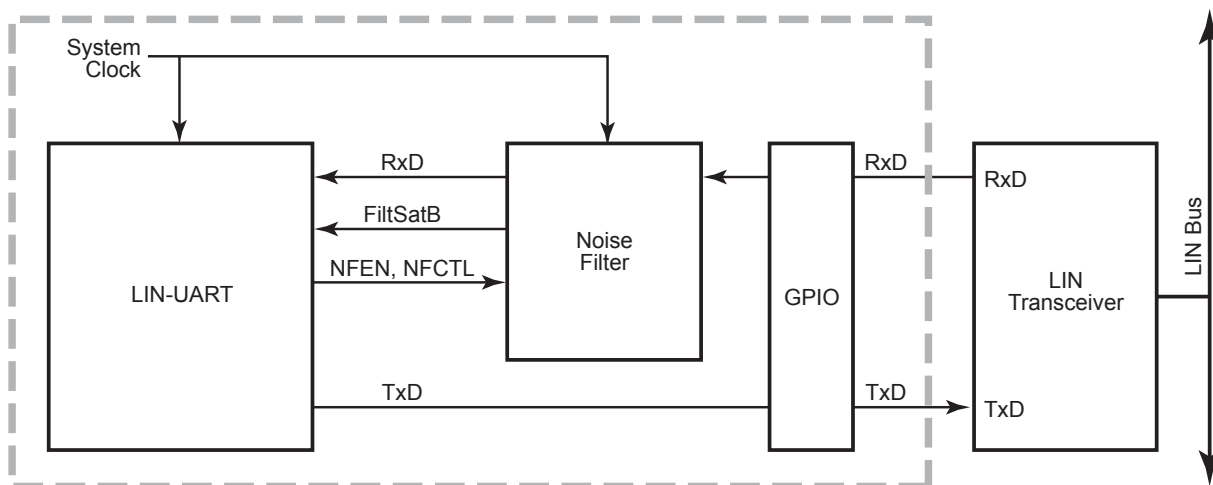 System
Clock
RxD
FiltSatB
NFEN, NFCTL
LIN-UART
TxD
Noise
Filter
GPIO
RxD
TxD
RxD
LIN
Transceiver
TxD
LIN Bus